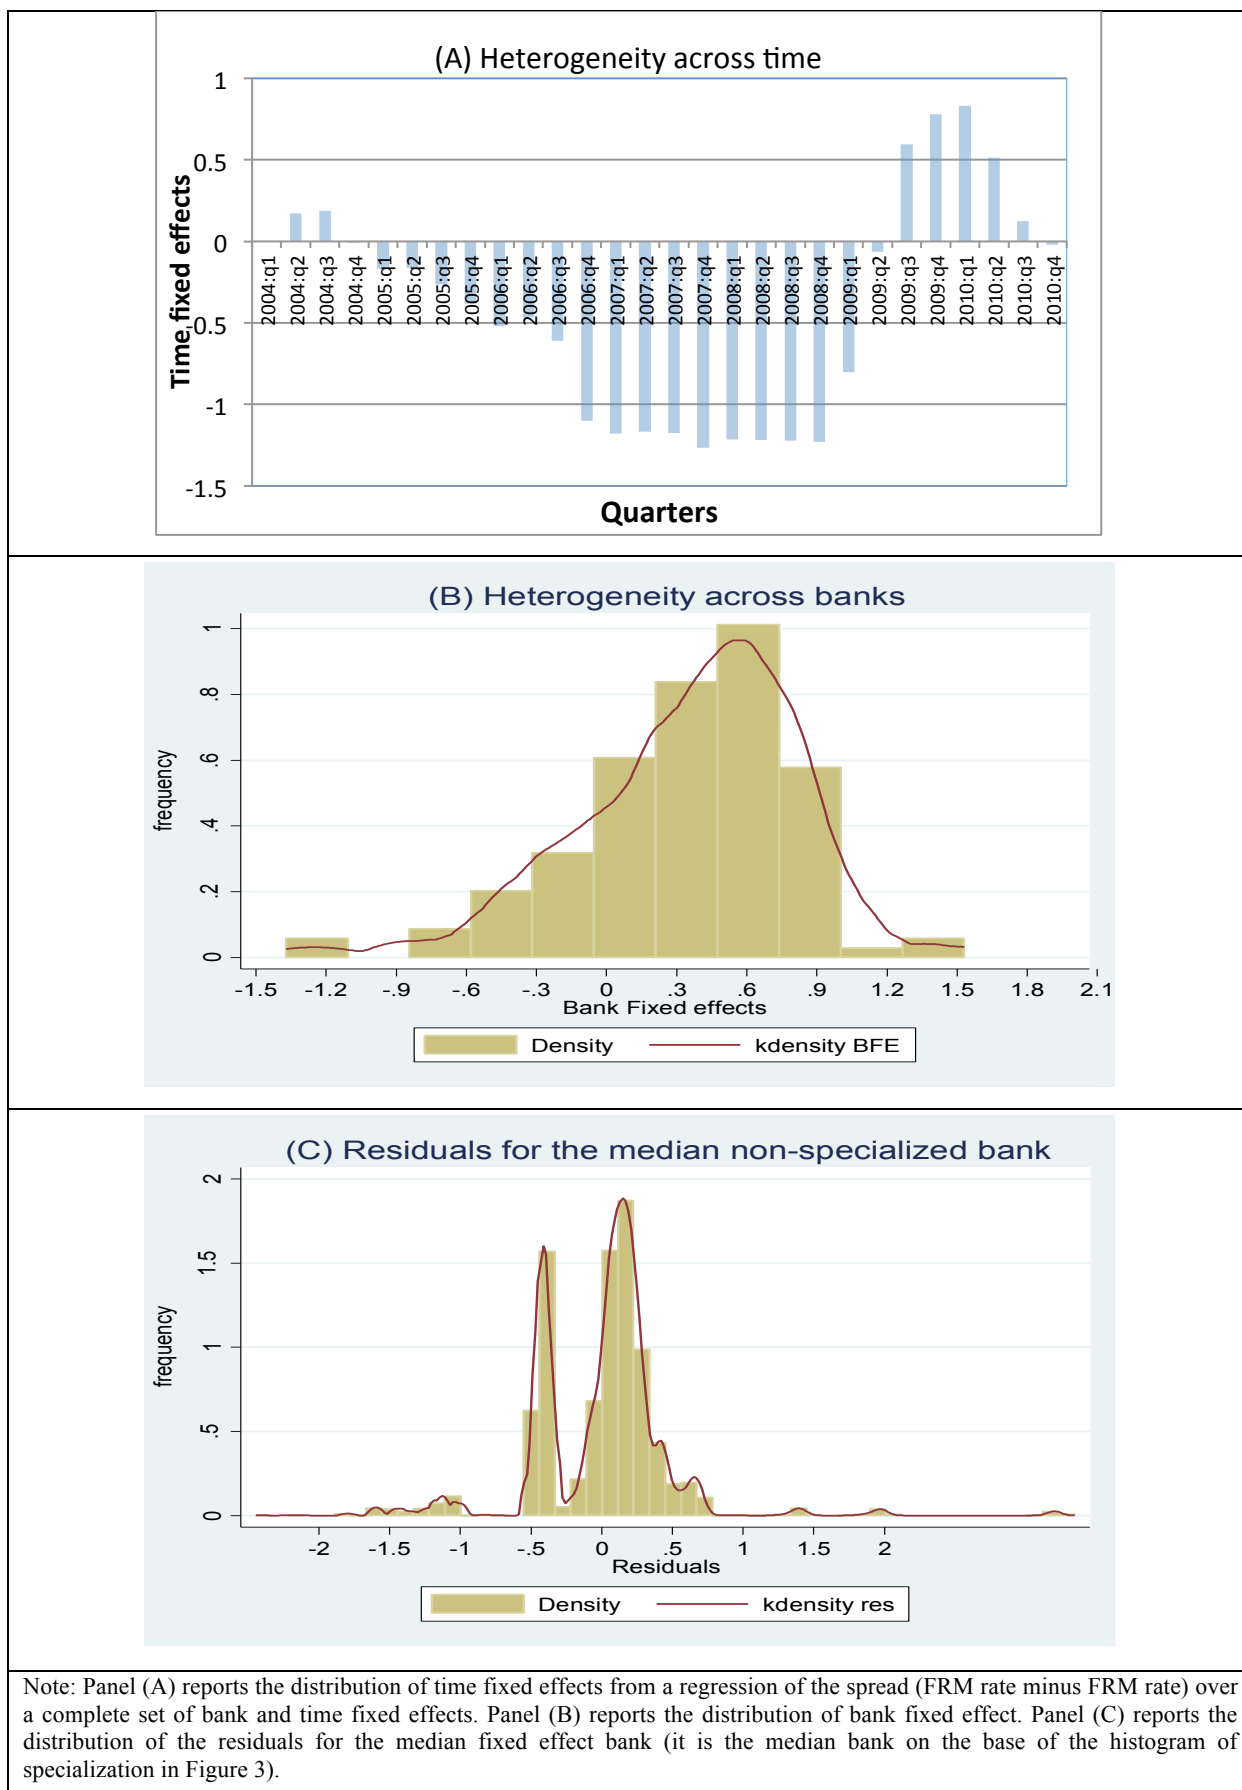 (A) Heterogeneity across time
Time fixed effects
1
0.5
0
-0.5
-1
-1.5
2004:q1 2004:q2 2004:q3 2004:q4 2005:q1 2005:q2 2005:q3 2005:q4 2006:q1 2006:q2 2006:q3 2006:q4 2007:q1 2007:q2 2007:q3 2007:q4 2008:q1 2008:q2 2008:q3 2008:q4 2009:q1 2009:q2 2009:q3 2009:q4 2010:q1 2010:q2 2010:q3 2010:q4
Quarters
(B) Heterogeneity across banks
frequency
1
.8
.6
.4
.2
0
-1.5 -1.2 -.9 -.6 -.3 0 .3 .6 .9 1.2 1.5 1.8 2.1
Bank Fixed effects
Density kdensity BFE
(C) Residuals for the median non-specialized bank
frequency
2
1.5
1
.5
0
-2 -1.5 -1 -.5 0 .5 1 1.5 2
Residuals
Density kdensity res
Note: Panel (A) reports the distribution of time fixed effects from a regression of the spread (FRM rate minus FRM rate) over
a complete set of bank and time fixed effects. Panel (B) reports the distribution of bank fixed effect. Panel (C) reports the
distribution of the residuals for the median fixed effect bank (it is the median bank on the base of the histogram of
specialization in Figure 3).